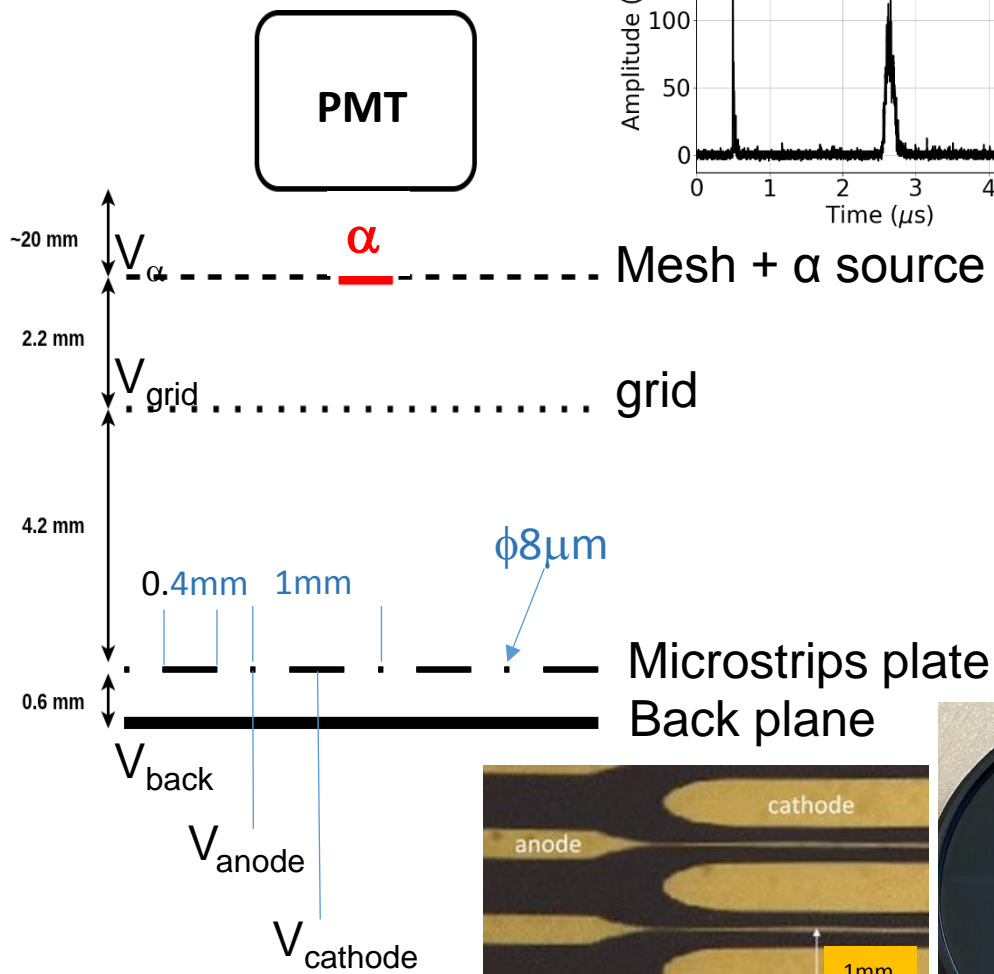 PMT
Amplitude (
100
50
0
0 1 2 3 4
Time (μs)
~20 mm
Vα
α
Mesh + α source
2.2 mm
Vgrid
grid
4.2 mm
ϕ8μm
0.4mm 1mm
Microstrips plate
0.6 mm
Back plane
Vback
Vanode
Vcathode
cathode
anode
1mm